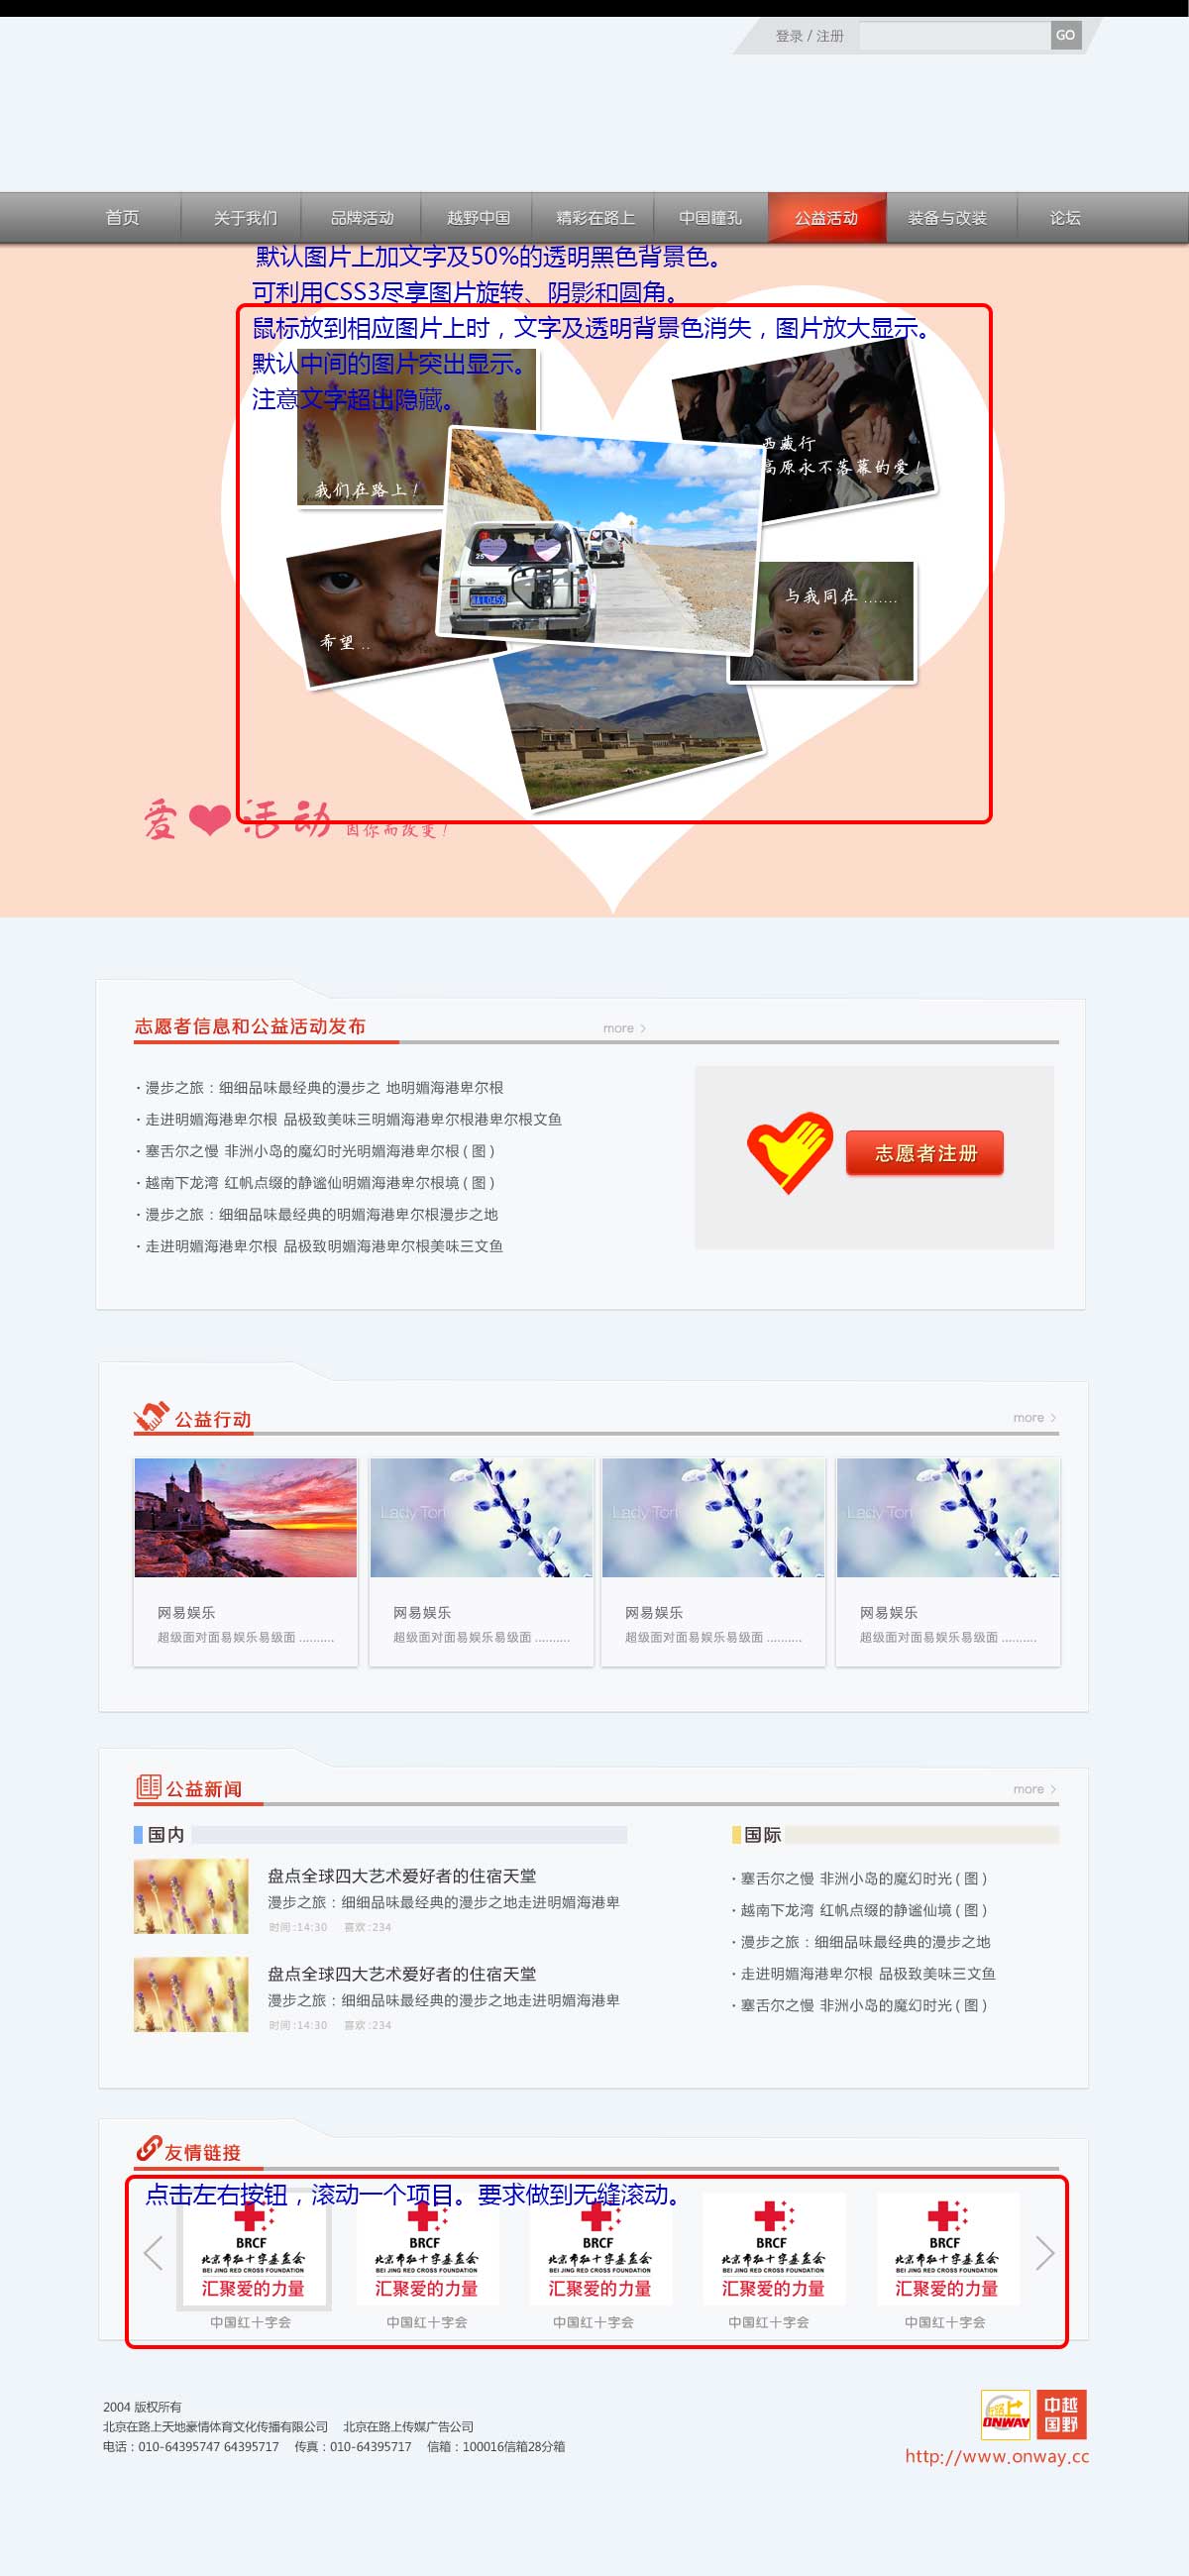 登录 / 注册
GO
首页
关于我们
品牌活动
越野中国
精彩在路上
中国瞳孔
公益活动
装备与改装
论坛
默认图片上加文字及50%的透明黑色背景色。
可利用CSS3尽享图片旋转、阴影和圆角。
鼠标放到相应图片上时，文字及透明背景色消失，图片放大显示。
默认中间的图片突出显示。
注意文字超出隐藏。
我们在路上！
西藏行
高原永不落幕的爱！
希望 ..
与我同在 .......
爱 活动 因你而改变！
志愿者信息和公益活动发布
more >
· 漫步之旅：细细品味最经典的漫步之 地明媚海港卑尔根
· 走进明媚海港卑尔根 品极致美味三明媚海港卑尔根港卑尔根文鱼
· 塞舌尔之慢 非洲小岛的魔幻时光明媚海港卑尔根 ( 图 )
· 越南下龙湾 红帆点缀的静谧仙明媚海港卑尔根境 ( 图 )
· 漫步之旅：细细品味最经典的明媚海港卑尔根漫步之地
· 走进明媚海港卑尔根 品极致明媚海港卑尔根美味三文鱼
志愿者注册
公益行动
more >
Lady Tori
Lady Tori
Lady Tori
网易娱乐
超级面对面易娱乐易级面 ..........
网易娱乐
超级面对面易娱乐易级面 ..........
网易娱乐
超级面对面易娱乐易级面 ..........
网易娱乐
超级面对面易娱乐易级面 ..........
公益新闻
more >
国内
盘点全球四大艺术爱好者的住宿天堂
漫步之旅：细细品味最经典的漫步之地走进明媚海港卑
时间:14:30 喜欢:234
盘点全球四大艺术爱好者的住宿天堂
漫步之旅：细细品味最经典的漫步之地走进明媚海港卑
时间:14:30 喜欢:234
国际
· 塞舌尔之慢 非洲小岛的魔幻时光 ( 图 )
· 越南下龙湾 红帆点缀的静谧仙境 ( 图 )
· 漫步之旅：细细品味最经典的漫步之地
· 走进明媚海港卑尔根 品极致美味三文鱼
· 塞舌尔之慢 非洲小岛的魔幻时光 ( 图 )
友情链接
点击左右按钮，滚动一个项目。要求做到无缝滚动。
BRCF
北京市红十字基金会
BEI JING RED CROSS FOUNDATION
汇聚爱的力量
中国红十字会
BRCF
北京市红十字基金会
BEI JING RED CROSS FOUNDATION
汇聚爱的力量
中国红十字会
BRCF
北京市红十字基金会
BEI JING RED CROSS FOUNDATION
汇聚爱的力量
中国红十字会
BRCF
北京市红十字基金会
BEI JING RED CROSS FOUNDATION
汇聚爱的力量
中国红十字会
BRCF
北京市红十字基金会
BEI JING RED CROSS FOUNDATION
汇聚爱的力量
中国红十字会
2004 版权所有
北京在路上天地豪情体育文化传播有限公司 北京在路上传媒广告公司
电话：010-64395747 64395717 传真：010-64395717 信箱：100016信箱28分箱
ONWAY
中越
国野
http://www.onway.cc